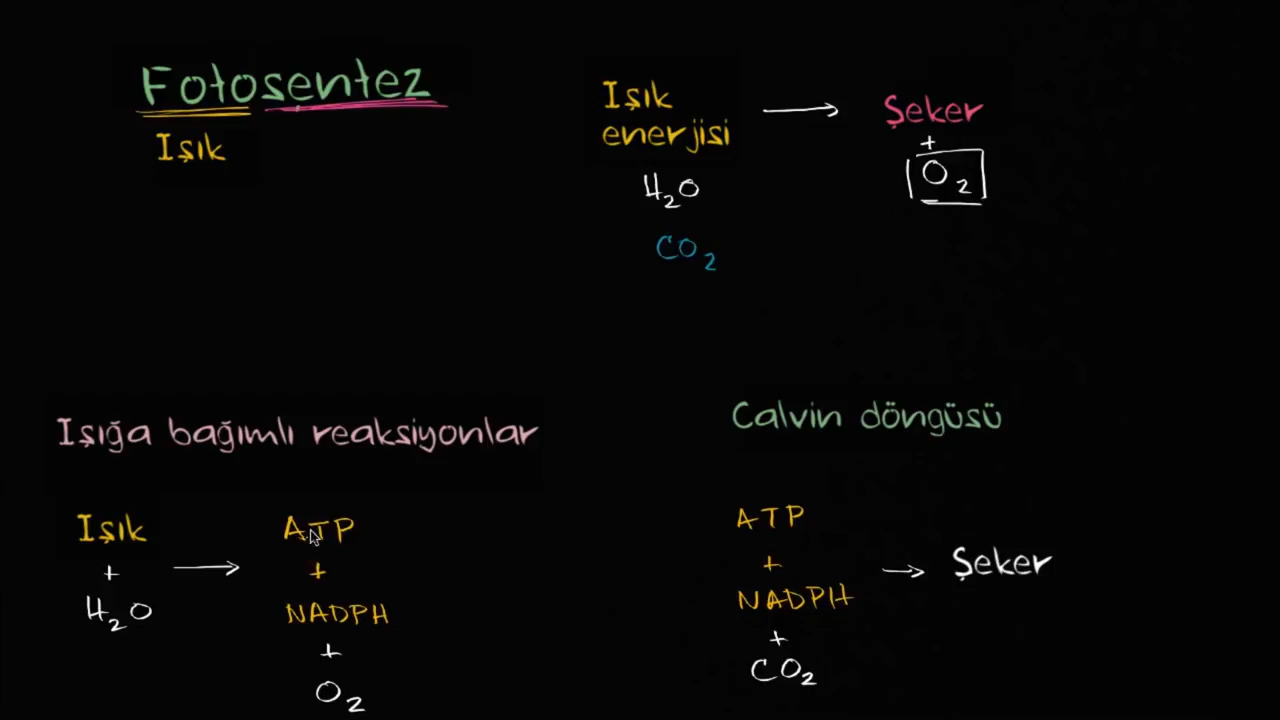 Fotosentez
Işık
Işık
enerjisi
H₂O
CO₂
→ Şeker
+
O₂
Işığa bağımlı reaksiyonlar
Işık
+
H₂O
→ ATP
+
NADPH
+
O₂
Calvin döngüsü
ATP
+
NADPH
+
CO₂
→ Şeker